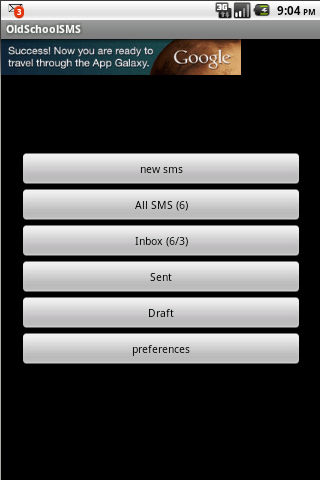 3
3G
9:04 PM
OldSchoolSMS
Success! Now you are ready to
travel through the App Galaxy.
Google
new sms
All SMS (6)
Inbox (6/3)
Sent
Draft
preferences